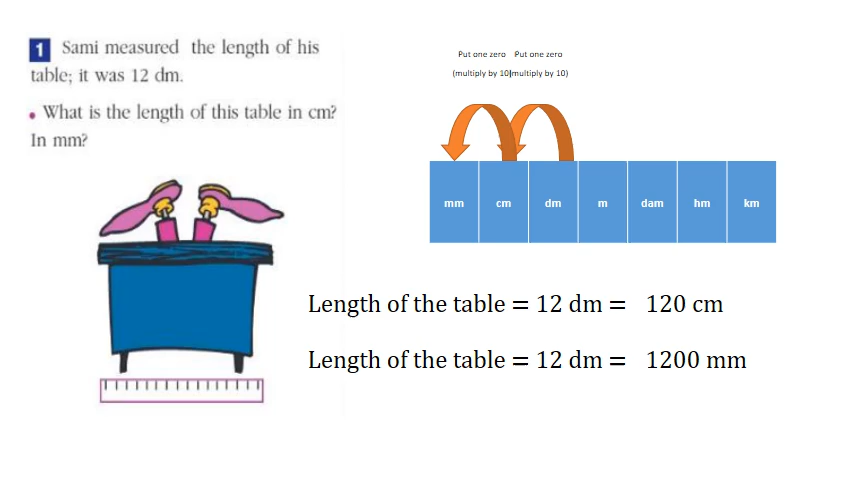 1 Sami measured the length of his
table; it was 12 dm.
• What is the length of this table in cm?
In mm?
Put one zero Put one zero
(multiply by 10)(multiply by 10)
mm cm dm m dam hm km
Length of the table = 12 dm = 120 cm
Length of the table = 12 dm = 1200 mm